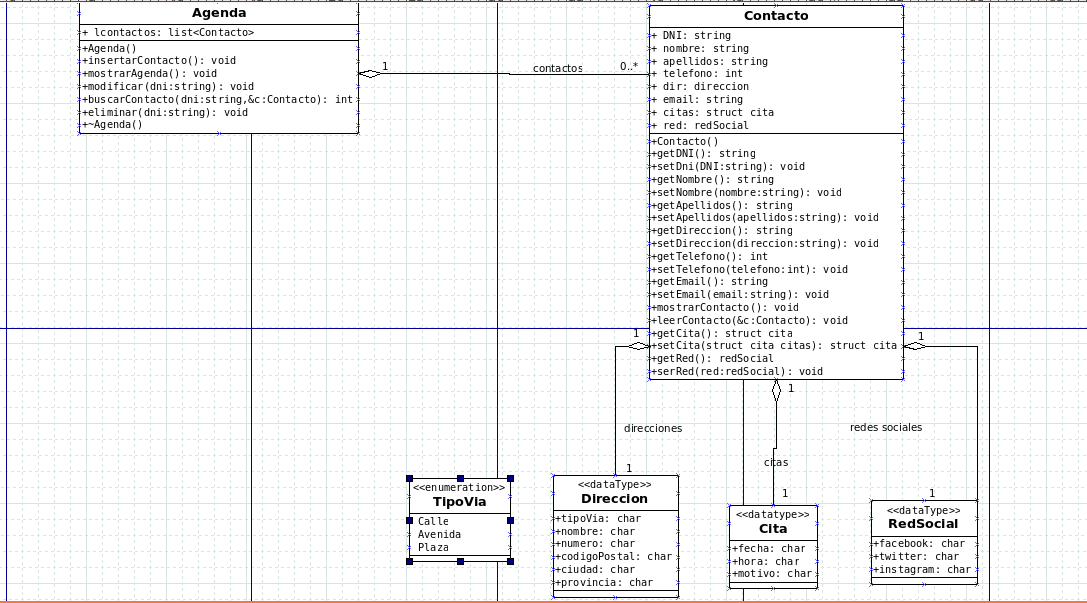 Agenda
+ lcontactos: list<Contacto>
+Agenda()
+insertarContacto(): void
+mostrarAgenda(): void
+modificar(dni:string): void
+buscarContacto(dni:string,&c:Contacto): int
+eliminar(dni:string): void
+~Agenda()
1
contactos
0..*
Contacto
+ DNI: string
+ nombre: string
+ apellidos: string
+ telefono: int
+ dir: direccion
+ email: string
+ citas: struct cita
+ red: redSocial
+Contacto()
+getDNI(): string
+setDni(DNI:string): void
+getNombre(): string
+setNombre(nombre:string): void
+getApellidos(): string
+setApellidos(apellidos:string): void
+getDireccion(): string
+setDireccion(direccion:string): void
+getTelefono(): int
+setTelefono(telefono:int): void
+getEmail(): string
+setEmail(email:string): void
+mostrarContacto(): void
+leerContacto(&c:Contacto): void
+getCita(): struct cita
+setCita(struct cita citas): struct cita
+getRed(): redSocial
+serRed(red:redSocial): void
1
1
1
direcciones
redes sociales
citas
1
1
1
<<enumeration>>
TipoVia
Calle
Avenida
Plaza
<<dataType>>
Direccion
+tipoVia: char
+nombre: char
+numero: char
+codigoPostal: char
+ciudad: char
+provincia: char
<<datatype>>
Cita
+fecha: char
+hora: char
+motivo: char
<<dataType>>
RedSocial
+facebook: char
+twitter: char
+instagram: char